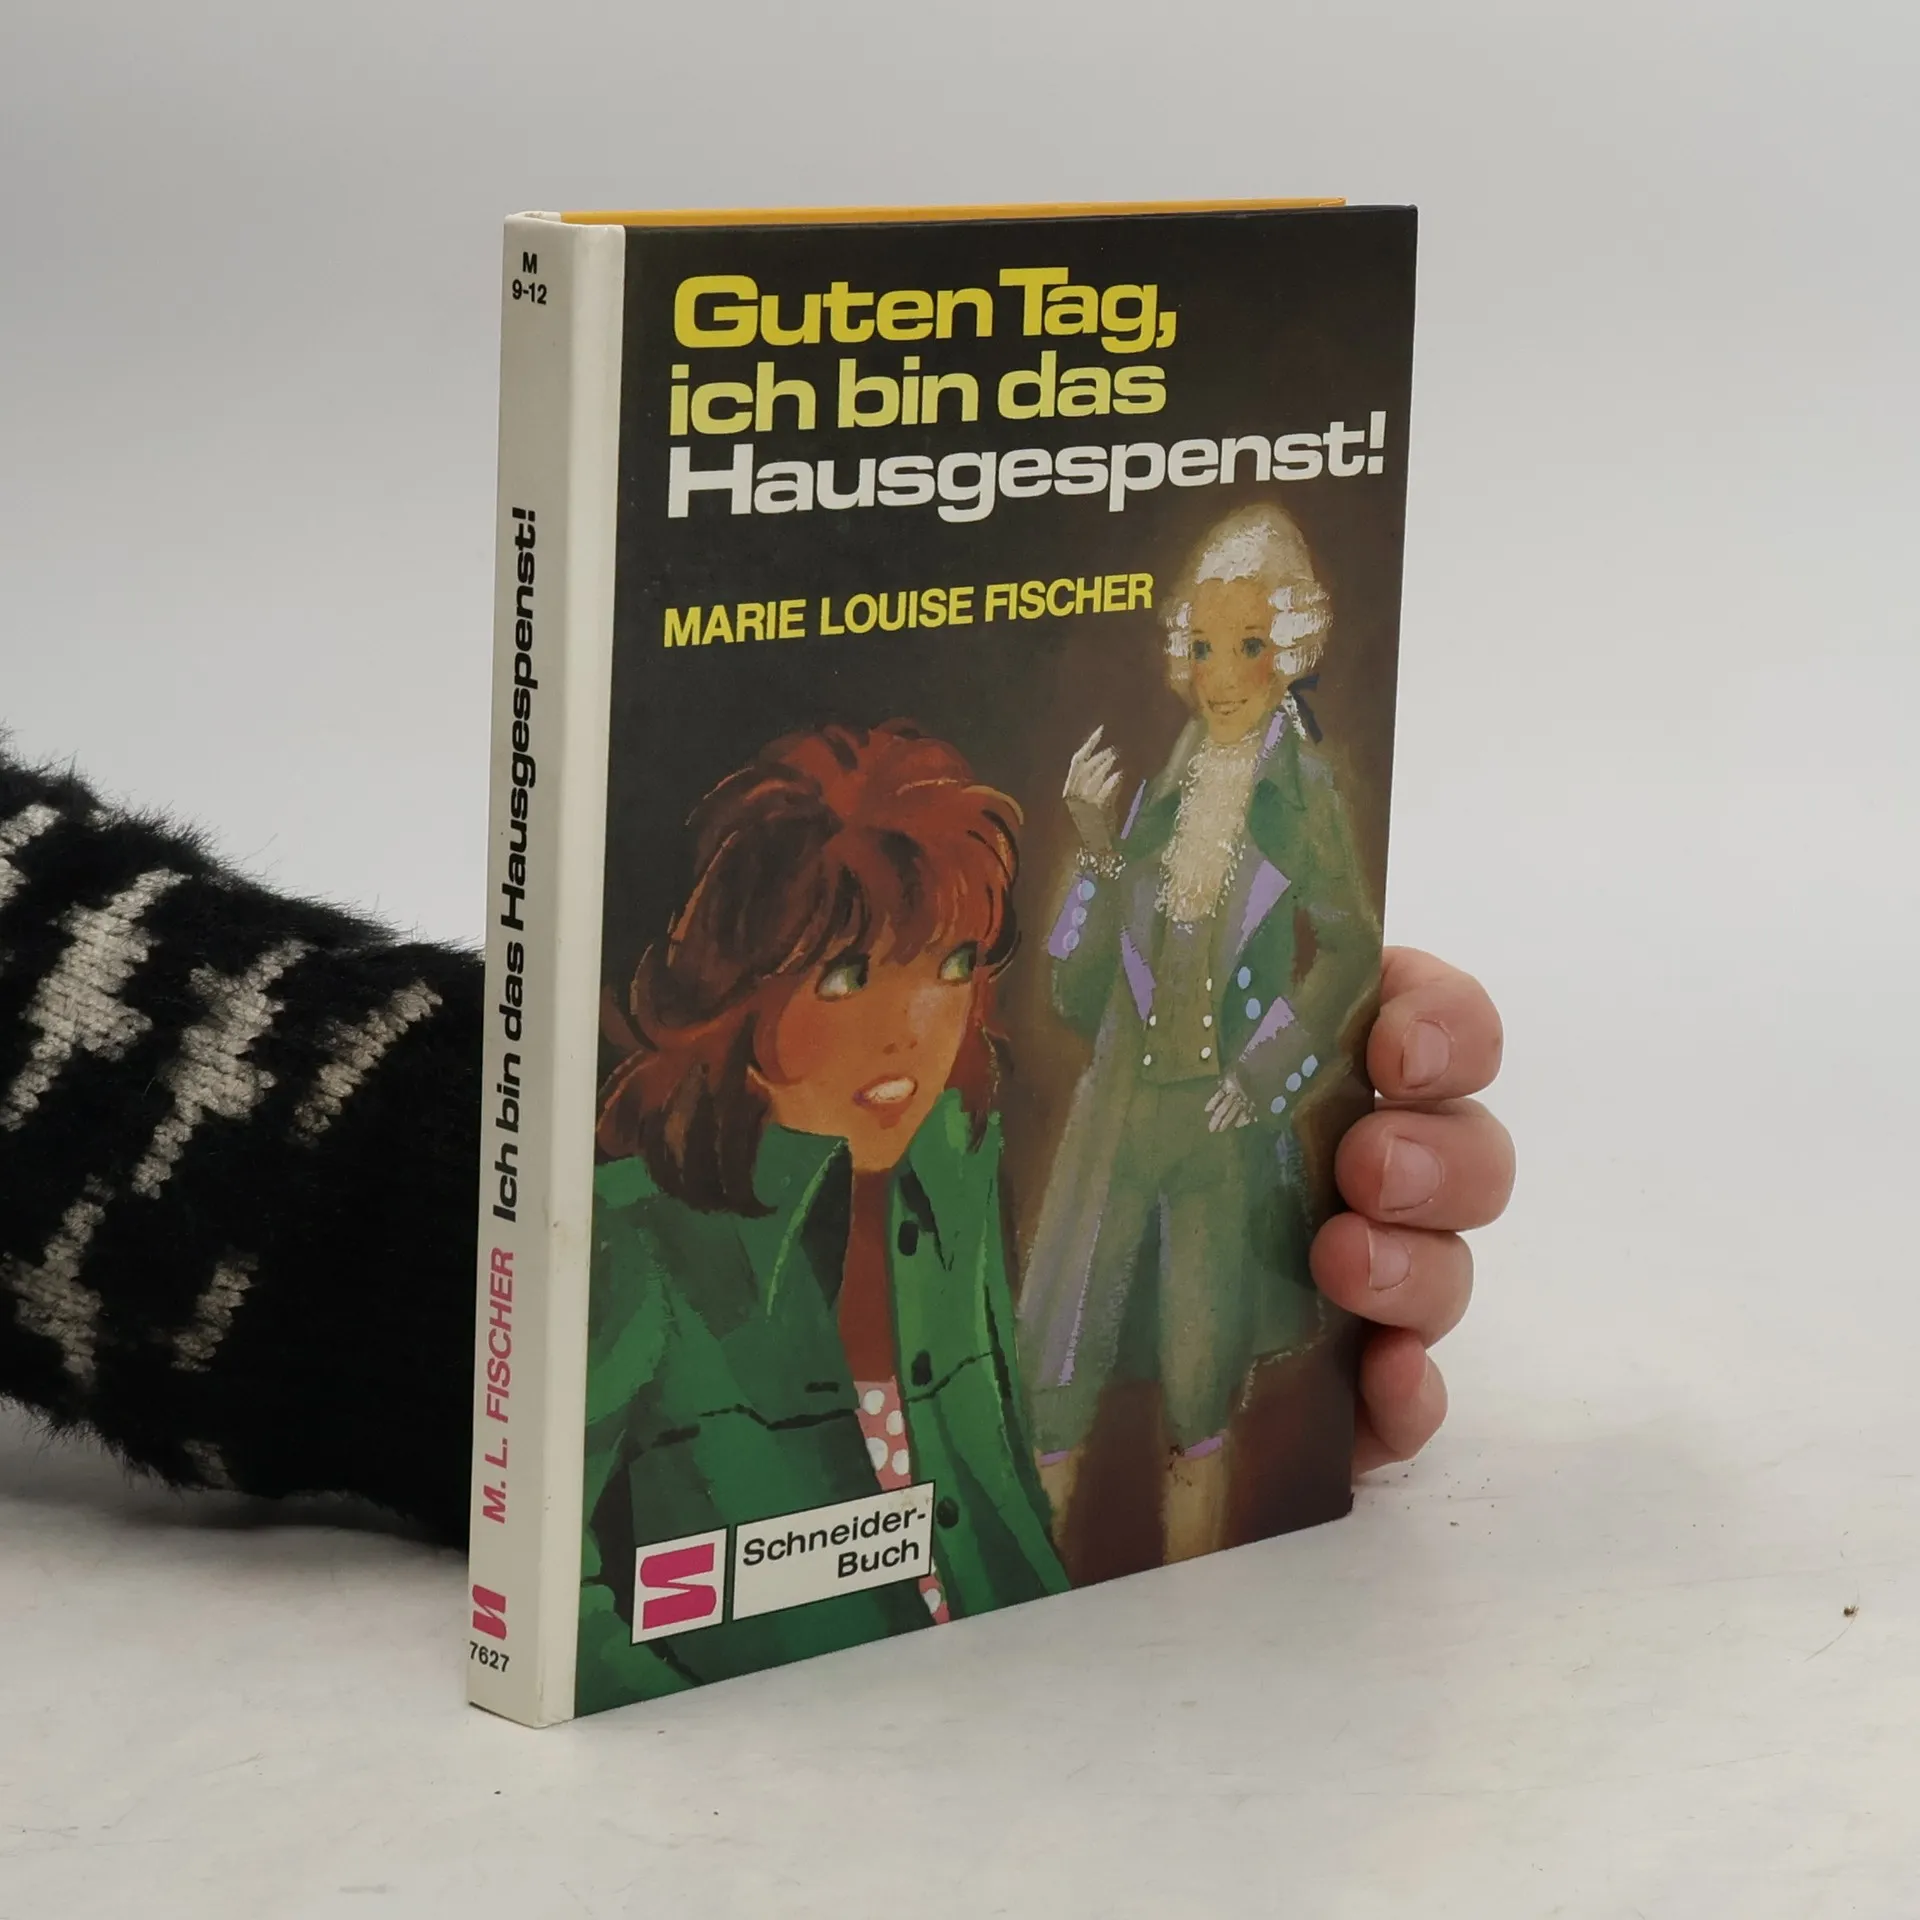 M
9-12
M. L. FISCHER Ich bin das Hausgespenst!
7627
Guten Tag,
ich bin das
Hausgespenst!
MARIE LOUISE FISCHER
Schneider-
Buch